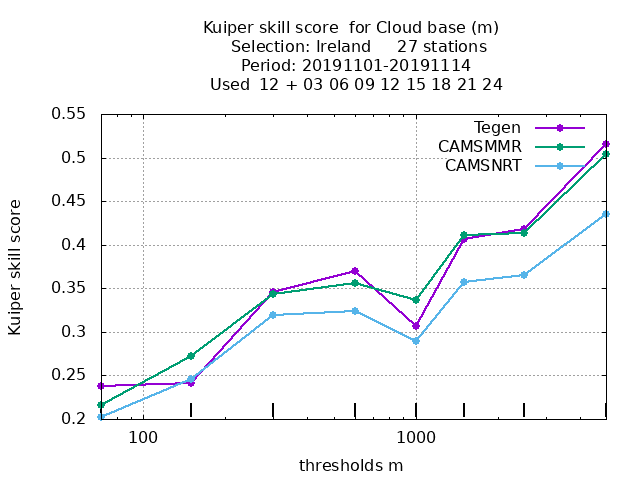 Kuiper skill score  for Cloud base (m)
Selection: Ireland     27 stations
Period: 20191101-20191114
Used  12 + 03 06 09 12 15 18 21 24
0.55
0.5
0.45
0.4
0.35
0.3
0.25
0.2
Kuiper skill score
Tegen
CAMSMMR
CAMSNRT
100
1000
thresholds m